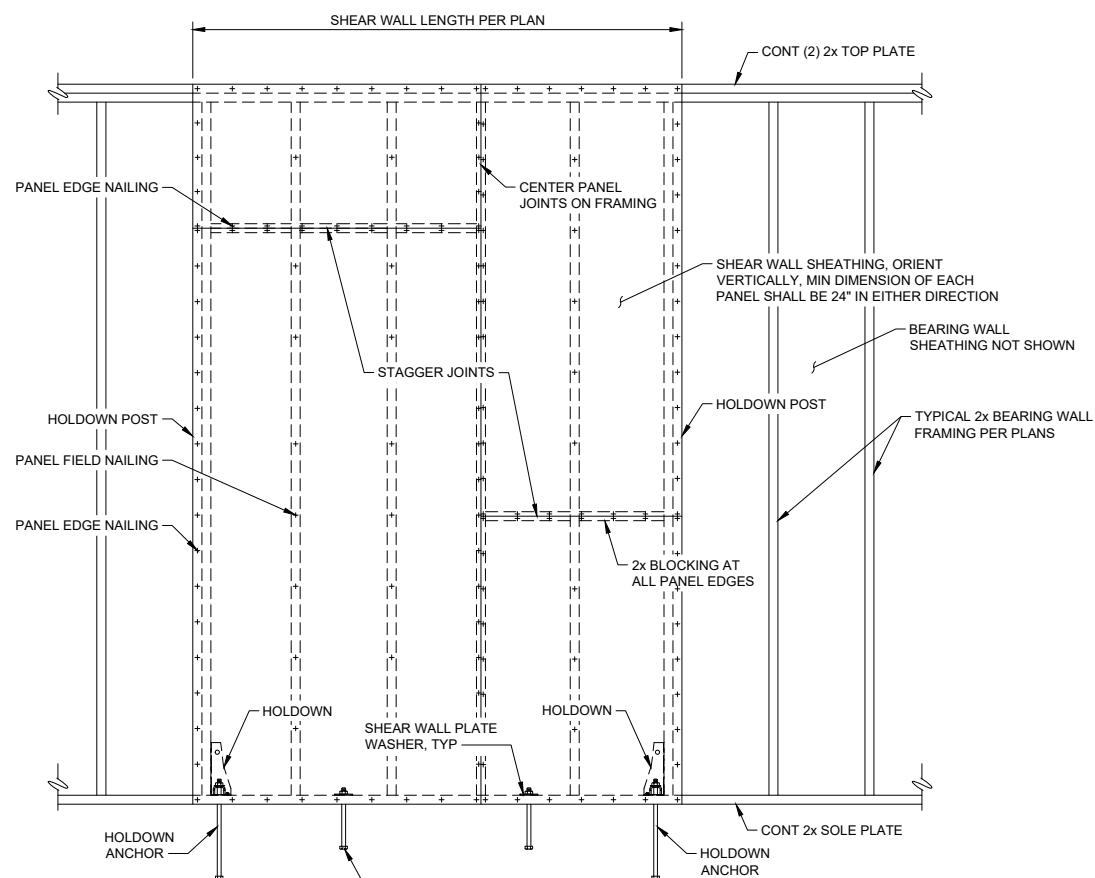 SHEAR WALL LENGTH PER PLAN
CONT (2) 2x TOP PLATE
PANEL EDGE NAILING
CENTER PANEL
JOINTS ON FRAMING
SHEAR WALL SHEATHING, ORIENT
VERTICALLY, MIN DIMENSION OF EACH
PANEL SHALL BE 24" IN EITHER DIRECTION
BEARING WALL
SHEATHING NOT SHOWN
STAGGER JOINTS
HOLDOWN POST
HOLDOWN POST
TYPICAL 2x BEARING WALL
FRAMING PER PLANS
PANEL FIELD NAILING
PANEL EDGE NAILING
2x BLOCKING AT
ALL PANEL EDGES
HOLDOWN
SHEAR WALL PLATE
WASHER, TYP
HOLDOWN
CONT 2x SOLE PLATE
HOLDOWN
ANCHOR
HOLDOWN
ANCHOR